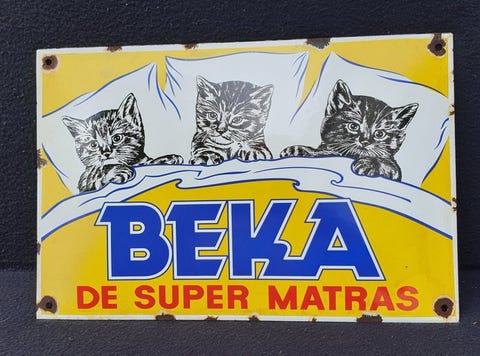 BEKA
DE SUPER MATRAS